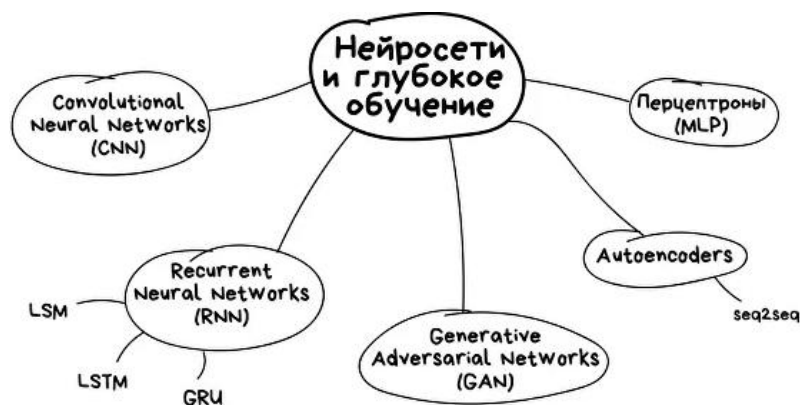 Нейросети
и глубокое
обучение
Convolutional
Neural Networks
(CNN)
Перцептроны
(MLP)
Recurrent
Neural Networks
(RNN)
LSM
LSTM
GRU
Generative
Adversarial Networks
(GAN)
Autoencoders
seq2seq